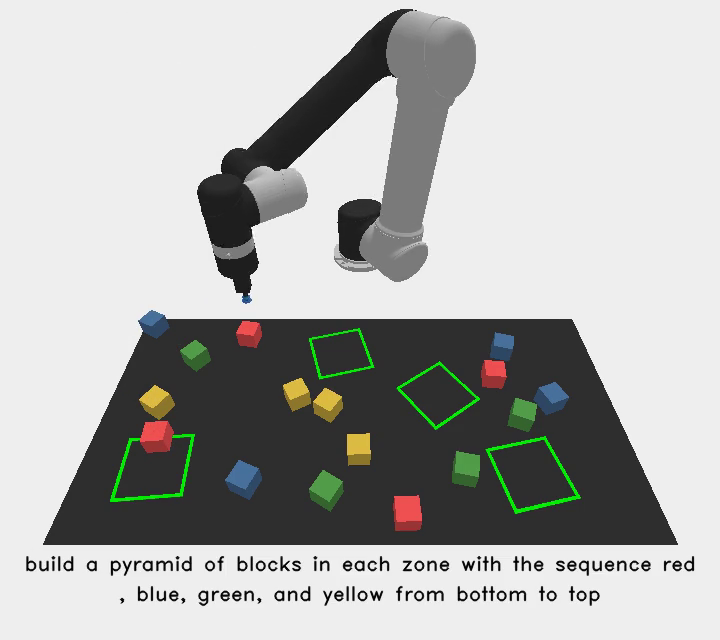 build a pyramid of blocks in each zone with the sequence red
, blue, green, and yellow from bottom to top